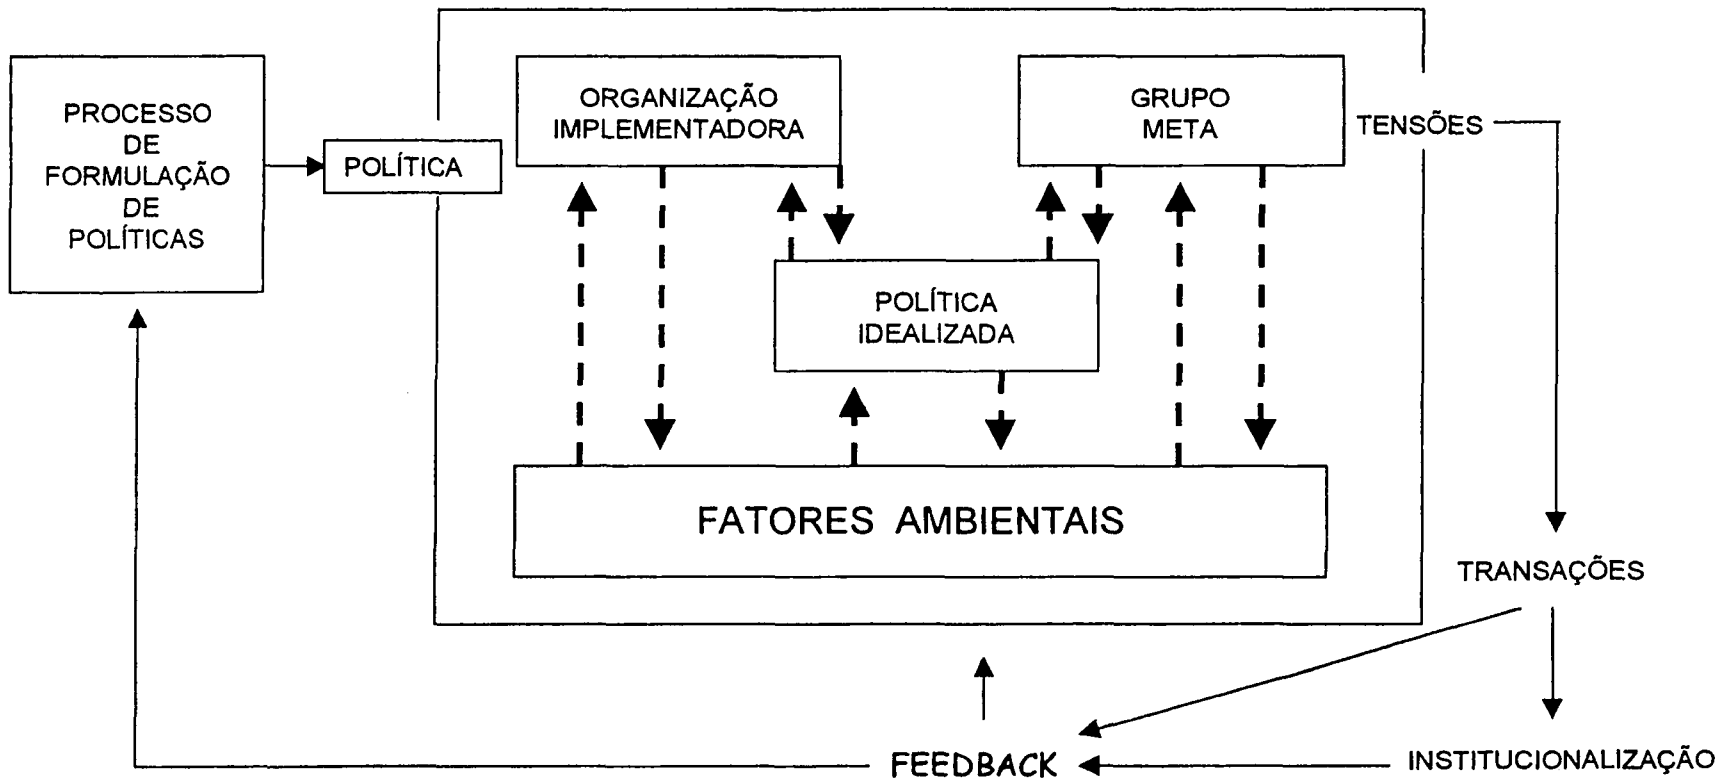 PROCESSO
DE
FORMULAÇÃO
DE
POLÍTICAS
POLÍTICA
ORGANIZAÇÃO
IMPLEMENTADORA
GRUPO
META
TENSÕES
POLÍTICA
IDEALIZADA
FATORES AMBIENTAIS
TRANSAÇÕES
FEEDBACK
INSTITUCIONALIZAÇÃO